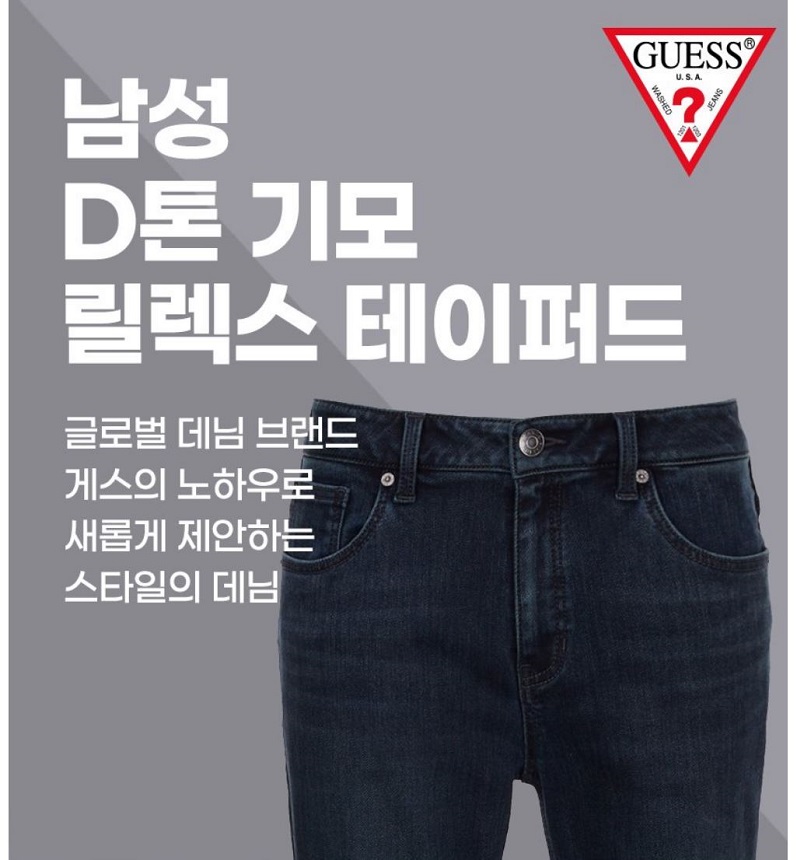 GUESS®
U.S.A.
WASHED
?
JEANS
남성
D톤 기모
릴렉스 테이퍼드
글로벌 데님 브랜드
게스의 노하우로
새롭게 제안하는
스타일의 데님